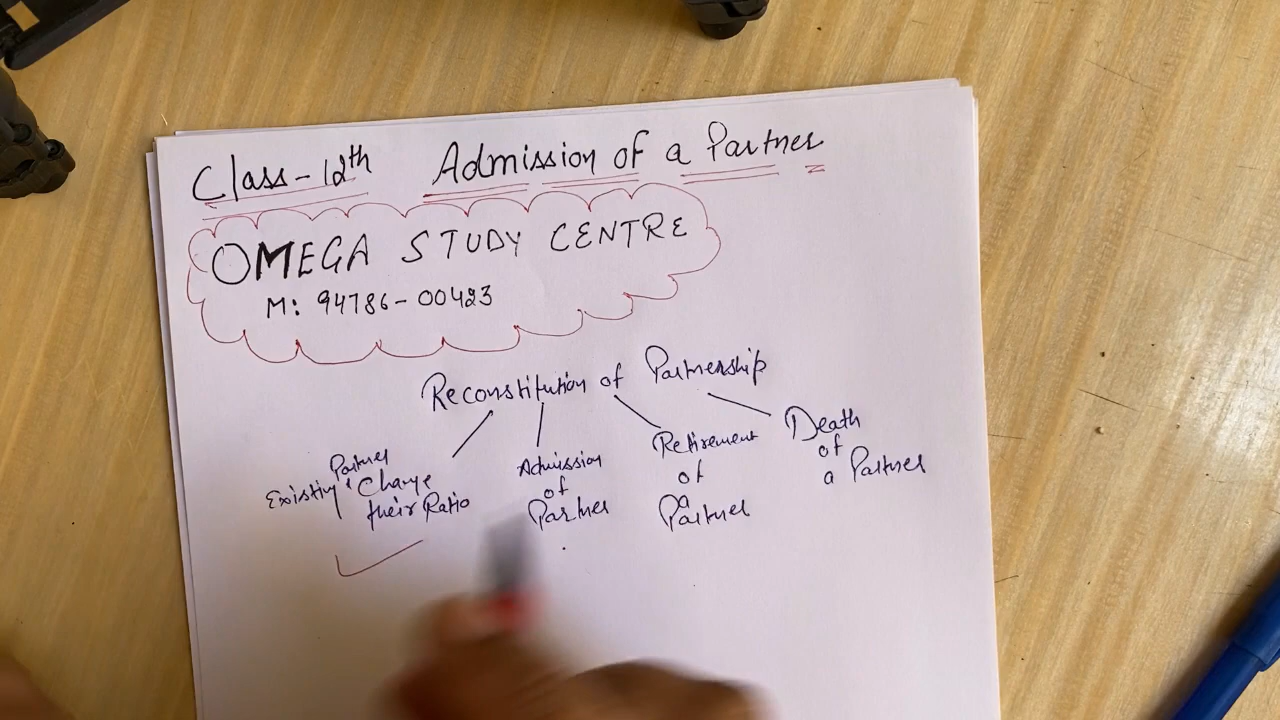 Class-12th Admission of a Partner
OMEGA STUDY CENTRE
M: 94786-00423
Reconstitution of Partnership
Existing Partner Change
their Ratio
Admission
of
Partner
Retirement
of
a
Partner
Death
of
a Partner